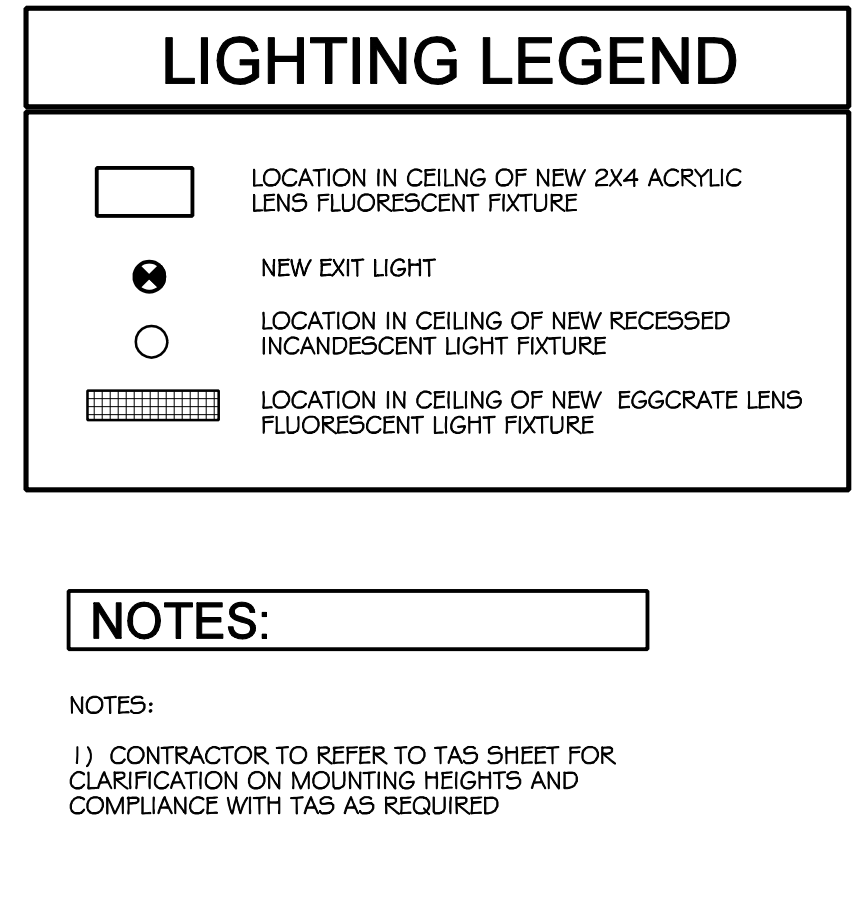 LIGHTING LEGEND
LOCATION IN CEILNG OF NEW 2X4 ACRYLIC
LENS FLUORESCENT FIXTURE
NEW EXIT LIGHT
LOCATION IN CEILING OF NEW RECESSED
INCANDESCENT LIGHT FIXTURE
LOCATION IN CEILING OF NEW EGGCRATE LENS
FLUORESCENT LIGHT FIXTURE
NOTES:
NOTES:
1) CONTRACTOR TO REFER TO TAS SHEET FOR
CLARIFICATION ON MOUNTING HEIGHTS AND
COMPLIANCE WITH TAS AS REQUIRED